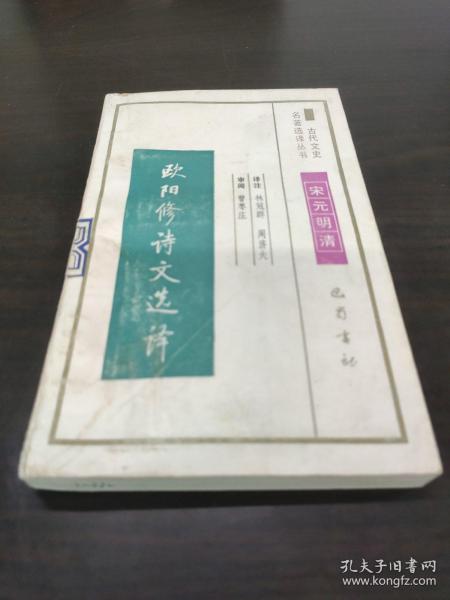 古代文史
名著选译丛书
宋元明清
译注 林冠群 周济夫
审阅 曾枣庄
欧阳修诗文选译
巴蜀书社
孔夫子旧书网
www.kongfz.com